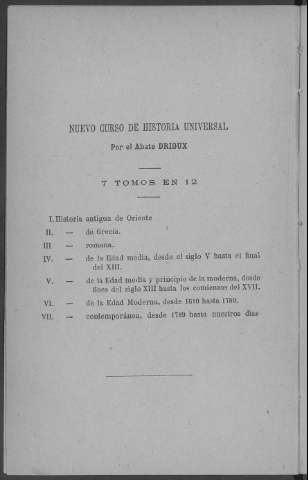 NUEVO CURSO DE HISTORIA UNIVERSAL
Por el Abate DRIOUX
7 TOMOS EN 12
I. Historia antigua de Oriente
II. — de Grecia.
III — romana.
IV. — de la Edad media, desde el siglo V hasta el final
del XIII.
V. — de la Edad media y principio de la moderna, desde
fines del siglo XIII hasta los comienzos del XVII.
VI. — de la Edad Moderna, desde 1610 hasta 1789.
VII. — contemporánea, desde 1789 hasta nuestros días